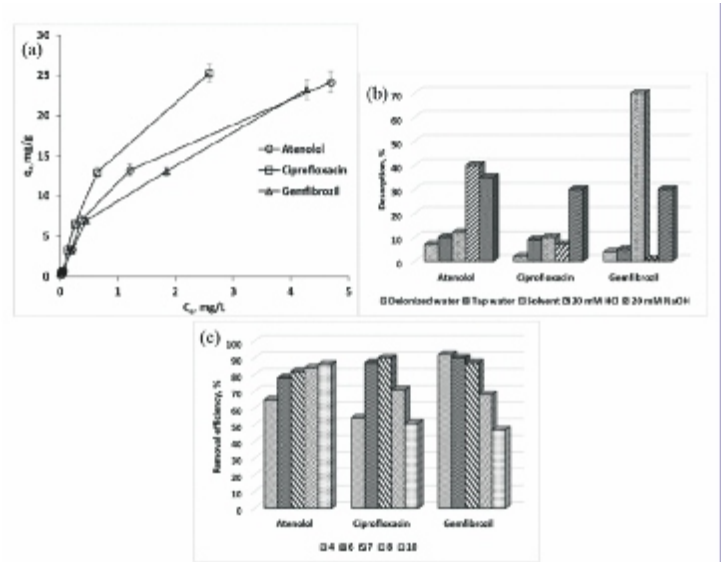 (a)
30
25
20
15
10
5
0
qₑ, mg/g
0 1 2 3 4 5
Cₑ, mg/L
Atenolol
Ciprofloxacin
Gemfibrozil
(b)
70
60
50
40
30
20
10
0
Desorption, %
Atenolol Ciprofloxacin Gemfibrozil
Deionized water Tap water Solvent 20 mM HCl 20 mM NaOH
(c)
100
90
80
70
60
50
40
30
20
10
0
Removal efficiency, %
Atenolol Ciprofloxacin Gemfibrozil
4 6 7 8 10